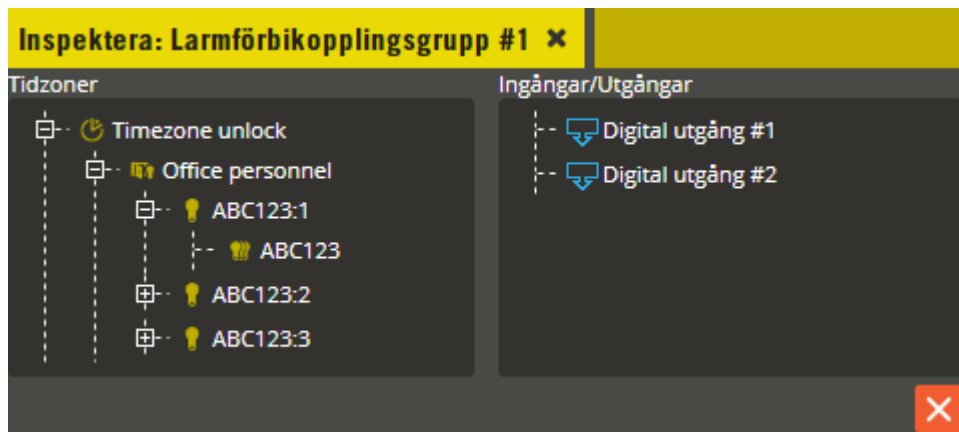 Inspektera: Larmförbikopplingsgrupp #1
Tidzoner
Timezone unlock
Office personnel
ABC123:1
ABC123
ABC123:2
ABC123:3
Ingångar/Utgångar
Digital utgång #1
Digital utgång #2